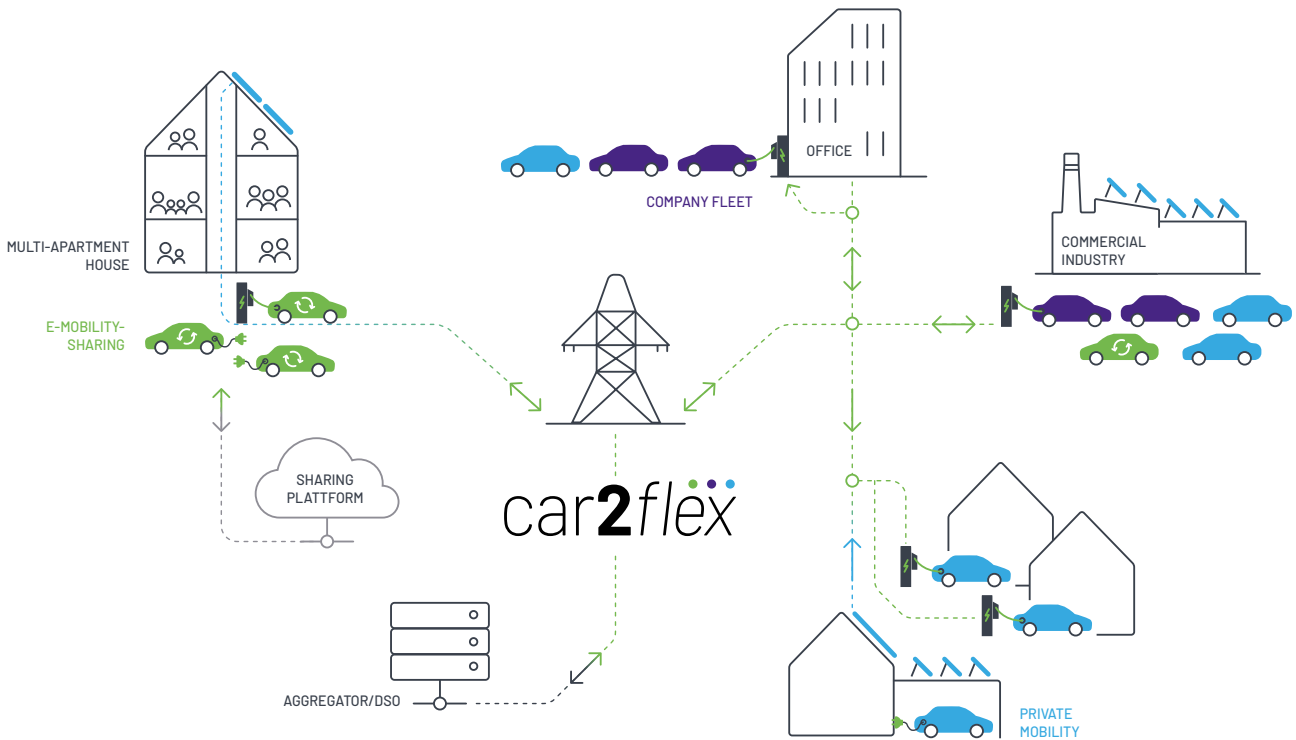 OFFICE
COMPANY FLEET
COMMERCIAL
INDUSTRY
MULTI-APARTMENT
HOUSE
E-MOBILITY-
SHARING
SHARING
PLATTFORM
car2flex
AGGREGATOR/DSO
PRIVATE
MOBILITY